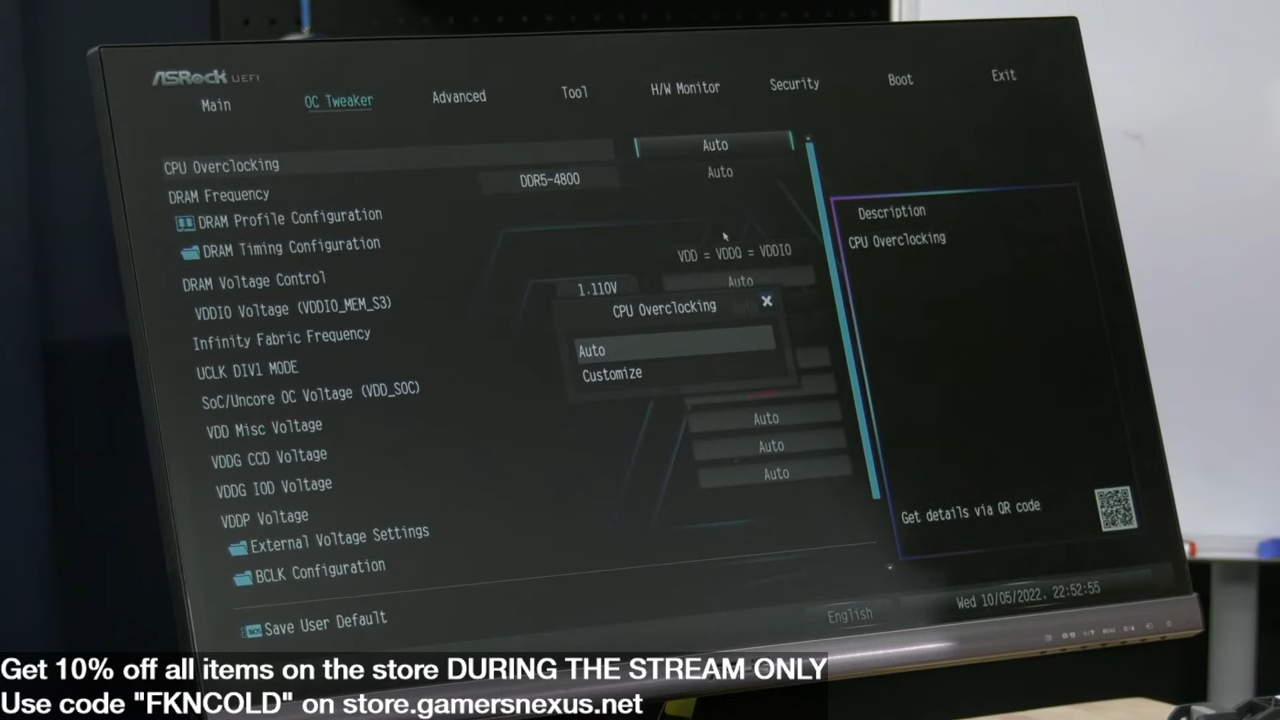 ASRock UEFI
Main OC Tweaker Advanced Tool H/W Monitor Security Boot Exit
CPU Overclocking Auto
DRAM Frequency DDR5-4800 Auto
DRAM Profile Configuration
DRAM Timing Configuration
DRAM Voltage Control VDD = VDDQ = VDDIO
VDDIO Voltage (VDDIO_MEM_S3) 1.110V Auto
Infinity Fabric Frequency
UCLK DIV1 MODE
SoC/Uncore OC Voltage (VDD_SOC)
VDD Misc Voltage
VDDG CCD Voltage Auto
VDDG IOD Voltage Auto
VDDP Voltage Auto
External Voltage Settings
BCLK Configuration
CPU Overclocking
Auto
Customize
Description
CPU Overclocking
Get details via QR code
Save User Default
English
Wed 10/05/2022. 22:52:55
Get 10% off all items on the store DURING THE STREAM ONLY
Use code "FKNCOLD" on store.gamersnexus.net